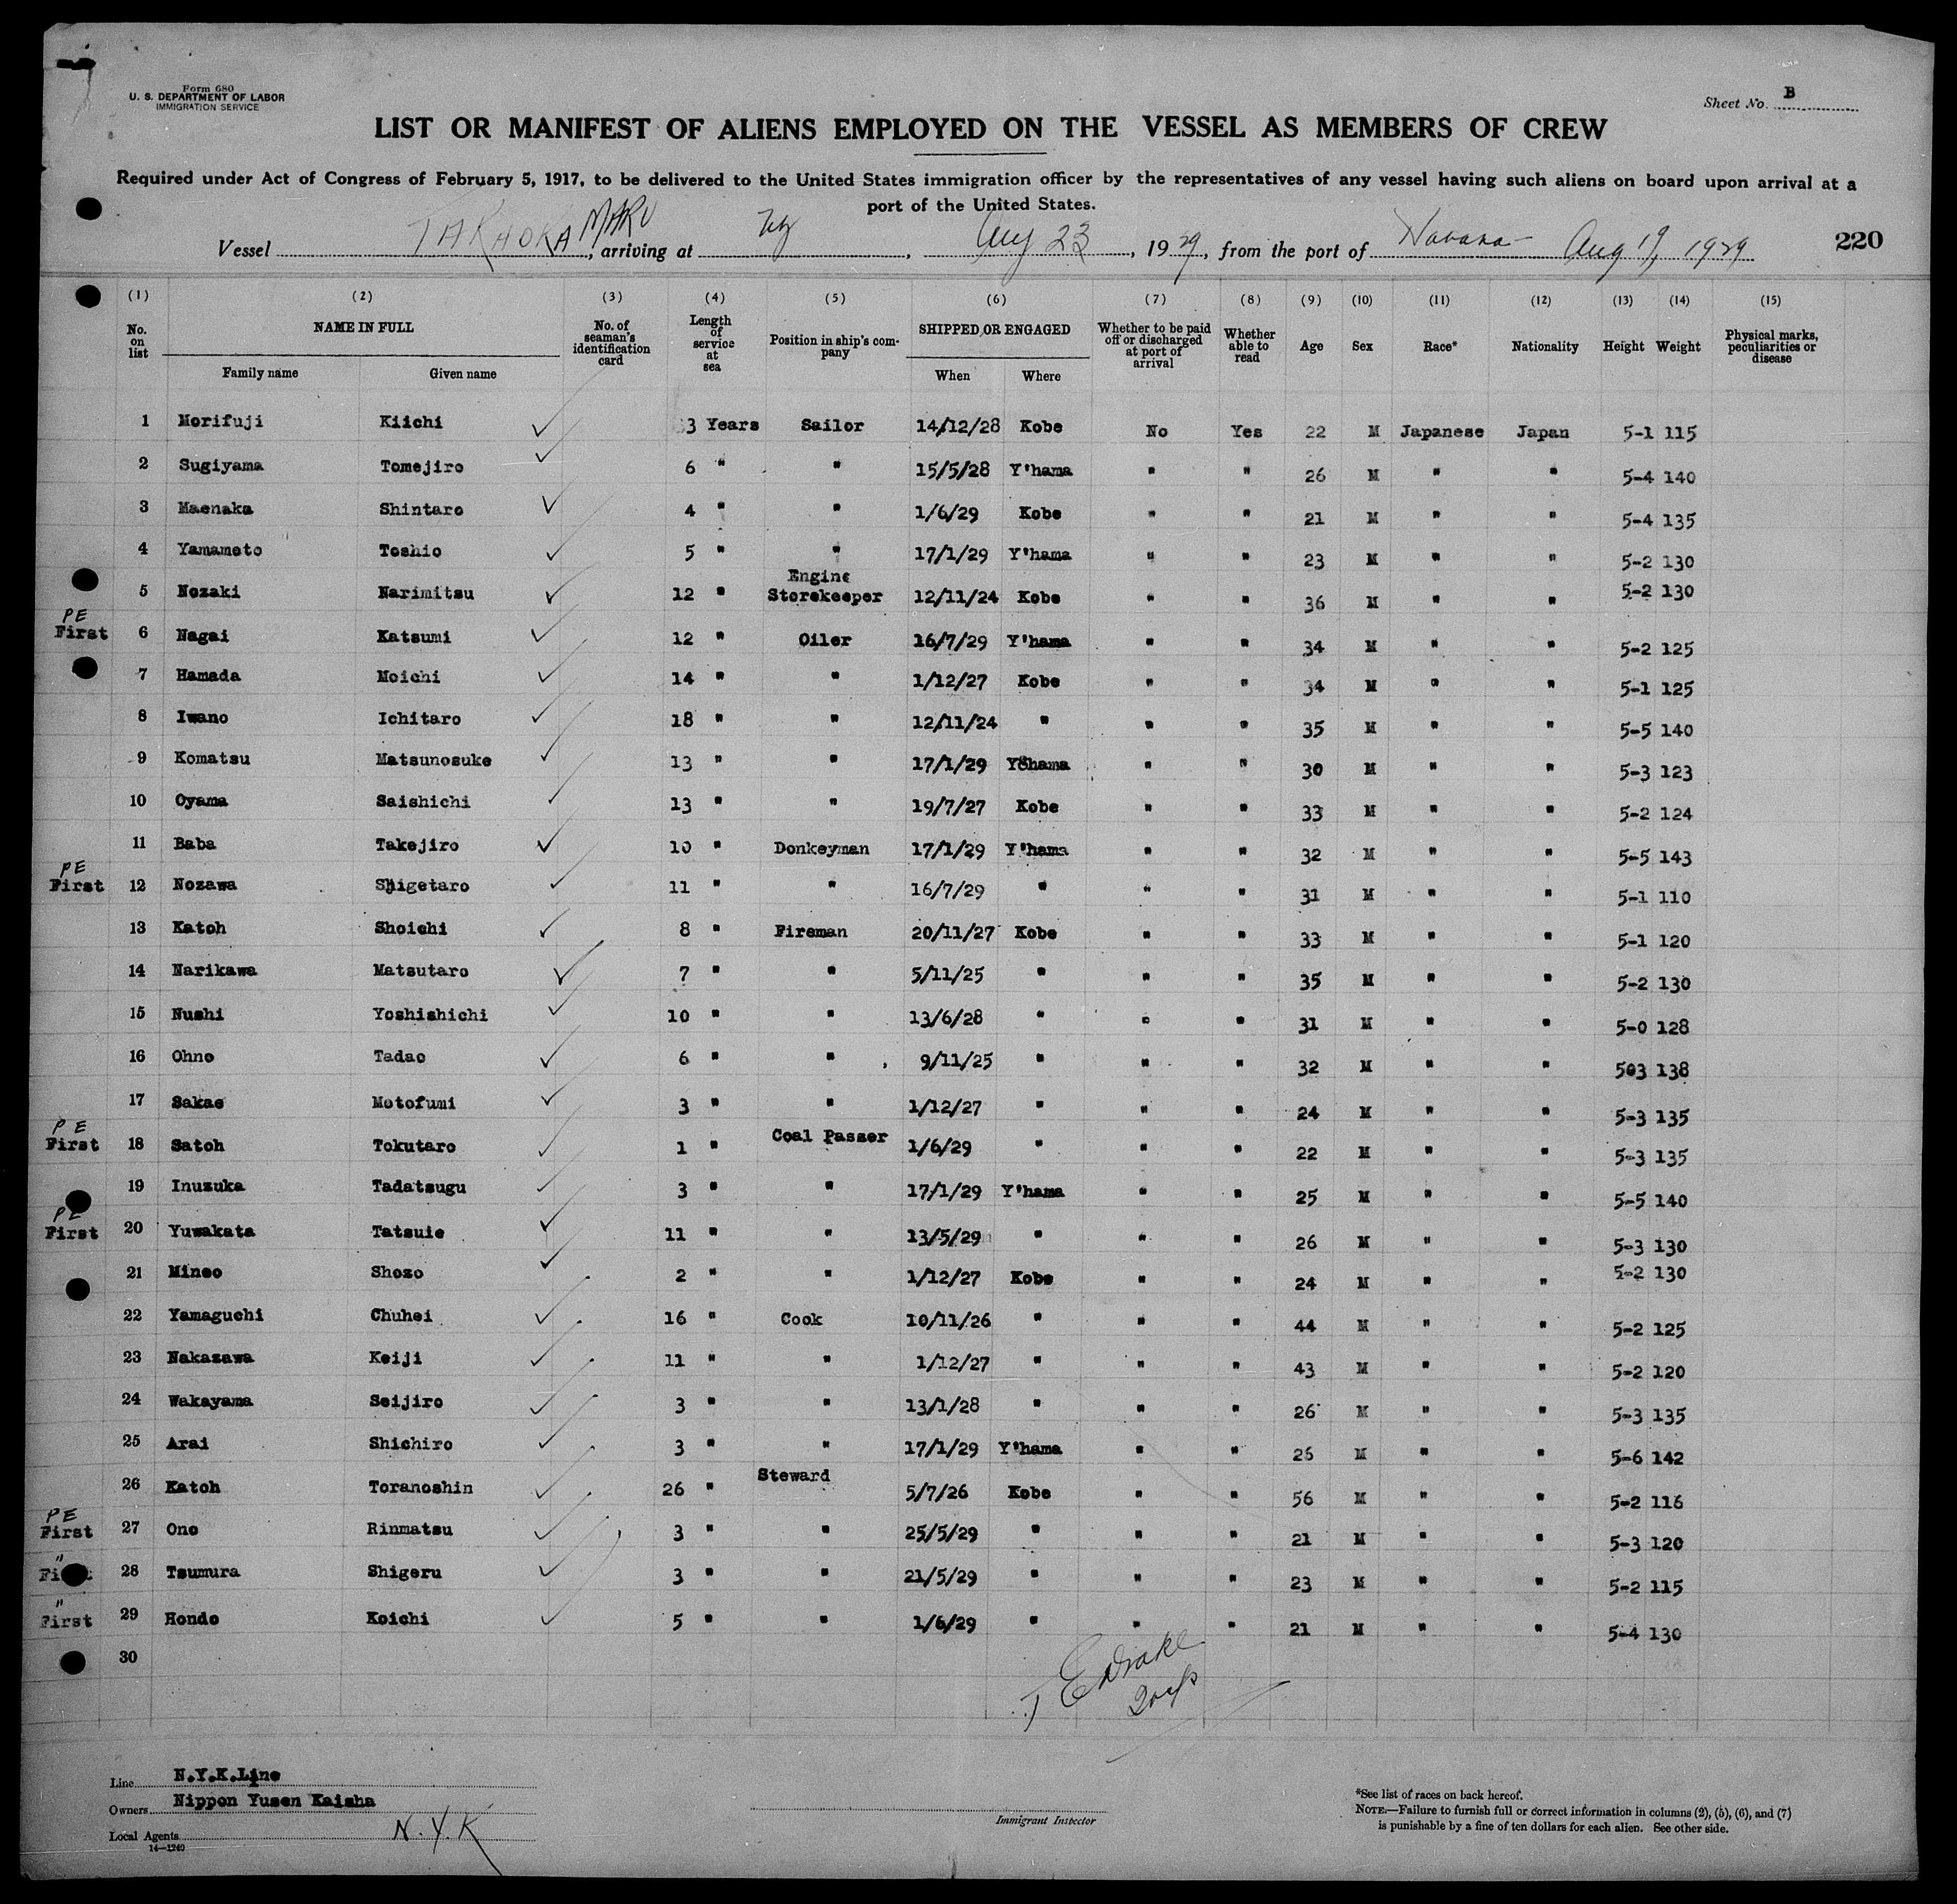 Form 680
U. S. DEPARTMENT OF LABOR
IMMIGRATION SERVICE
Sheet No. B
LIST OR MANIFEST OF ALIENS EMPLOYED ON THE VESSEL AS MEMBERS OF CREW
Required under Act of Congress of February 5, 1917, to be delivered to the United States immigration officer by the representatives of any vessel having such aliens on board upon arrival at a
port of the United States.
Vessel TAKAOKA MARU, arriving at NY, Aug 23, 1929, from the port of Havana - Aug 19, 1929 220
(1) (2) (3) (4) (5) (6) (7) (8) (9) (10) (11) (12) (13) (14) (15)
No. on list NAME IN FULL Family name Given name No. of seaman's identification card Length of service at sea Position in ship's company SHIPPED OR ENGAGED When Where Whether to be paid off or discharged at port of arrival Whether able to read Age Sex Race* Nationality Height Weight Physical marks, peculiarities or disease
1 Morifuji Kiichi ✓ 3 Years Sailor 14/12/28 Kobe No Yes 22 M Japanese Japan 5-1 115
2 Sugiyama Tomejiro ✓ 6 " " 15/5/28 Y'hama " " 26 M " " 5-4 140
3 Maenaka Shintaro ✓ 4 " " 1/6/29 Kobe " " 21 M " " 5-4 135
4 Yamamoto Toshio ✓ 5 " " 17/1/29 Y'hama " " 23 M " " 5-2 130
5 Nozaki Narimitsu ✓ 12 " Engine Storekeeper 12/11/24 Kobe " " 36 M " " 5-2 130
PE First 6 Nagai Katsumi ✓ 12 " Oiler 16/7/29 Y'hama " " 34 M " " 5-2 125
7 Hamada Moichi ✓ 14 " " 1/12/27 Kobe " " 34 M " " 5-1 125
8 Iwano Ichitaro ✓ 18 " " 12/11/24 " " " 35 M " " 5-5 140
9 Komatsu Matsunosuke ✓ 13 " " 17/1/29 Y'hama " " 30 M " " 5-3 123
10 Oyama Saishichi ✓ 13 " " 19/7/27 Kobe " " 33 M " " 5-2 124
11 Baba Takejiro ✓ 10 " Donkeyman 17/1/29 Y'hama " " 32 M " " 5-5 143
PE First 12 Nozawa Shigetaro ✓ 11 " " 16/7/29 " " " 31 M " " 5-1 110
13 Katoh Shoichi ✓ 8 " Fireman 20/11/27 Kobe " " 33 M " " 5-1 120
14 Narikawa Matsutaro ✓ 7 " " 5/11/25 " " " 35 M " " 5-2 130
15 Nushi Yoshishichi ✓ 10 " " 13/6/28 " " " 31 M " " 5-0 128
16 Ohno Tadao ✓ 6 " " 9/11/25 " " " 32 M " " 503 138
17 Sakae Motofumi ✓ 3 " " 1/12/27 " " " 24 M " " 5-3 135
PE First 18 Satoh Tokutaro ✓ 1 " Coal Passer 1/6/29 " " " 22 M " " 5-3 135
19 Inuzuka Tadatsugu ✓ 3 " " 17/1/29 Y'hama " " 25 M " " 5-5 140
PE First 20 Yuwakata Tatsuie ✓ 11 " " 13/5/29 " " " 26 M " " 5-3 130
21 Mineo Shozo ✓ 2 " " 1/12/27 Kobe " " 24 M " " 5-2 130
22 Yamaguchi Chuhei ✓ 16 " Cook 10/11/26 " " " 44 M " " 5-2 125
23 Nakazawa Keiji ✓ 11 " " 1/12/27 " " " 43 M " " 5-2 120
24 Wakayama Seijiro ✓ 3 " " 13/1/28 " " " 26 M " " 5-3 135
25 Arai Shichiro ✓ 3 " " 17/1/29 Y'hama " " 26 M " " 5-6 142
26 Katoh Toranoshin ✓ 26 " Steward 5/7/26 Kobe " " 56 M " " 5-2 116
PE First 27 Ono Rinmatsu ✓ 3 " " 25/5/29 " " " 21 M " " 5-3 120
" 28 Tsumura Shigeru ✓ 3 " " 21/5/29 " " " 23 M " " 5-2 115
" First 29 Hondo Koichi ✓ 5 " " 1/6/29 " " " 21 M " " 5-4 130
30
Line N.Y.K.Line
Owners Nippon Yusen Kaisha
Local Agents N.Y.K
14—1240
Immigrant Inspector
*See list of races on back hereof.
NOTE.—Failure to furnish full or correct information in columns (2), (5), (6), and (7)
is punishable by a fine of ten dollars for each alien. See other side.